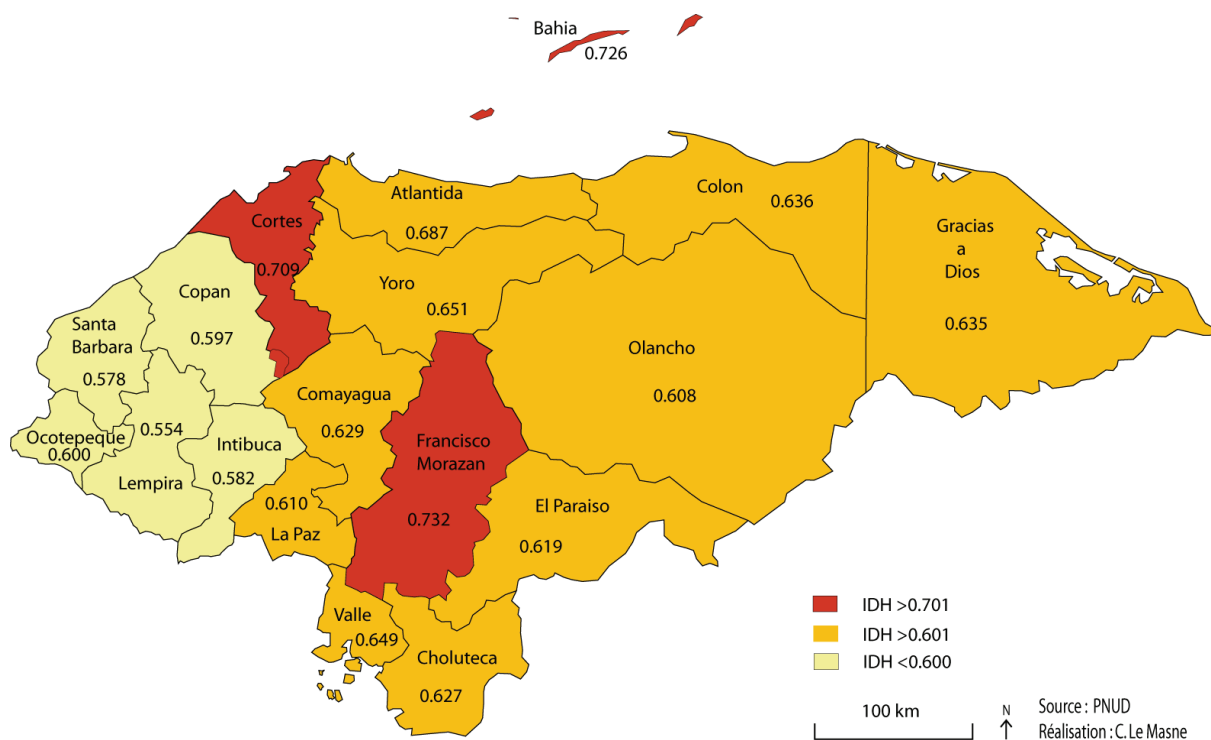 Bahia
0.726
Cortes
0.709
Atlantida
0.687
Colon
0.636
Gracias
a
Dios
0.635
Yoro
0.651
Copan
0.597
Santa
Barbara
0.578
Olancho
0.608
Comayagua
0.629
Ocotepeque
0.600
0.554
Lempira
Intibuca
0.582
Francisco
Morazan
0.732
0.610
La Paz
El Paraiso
0.619
Valle
0.649
Choluteca
0.627
IDH >0.701
IDH >0.601
IDH <0.600
100 km
N
Source : PNUD
Réalisation : C. Le Masne